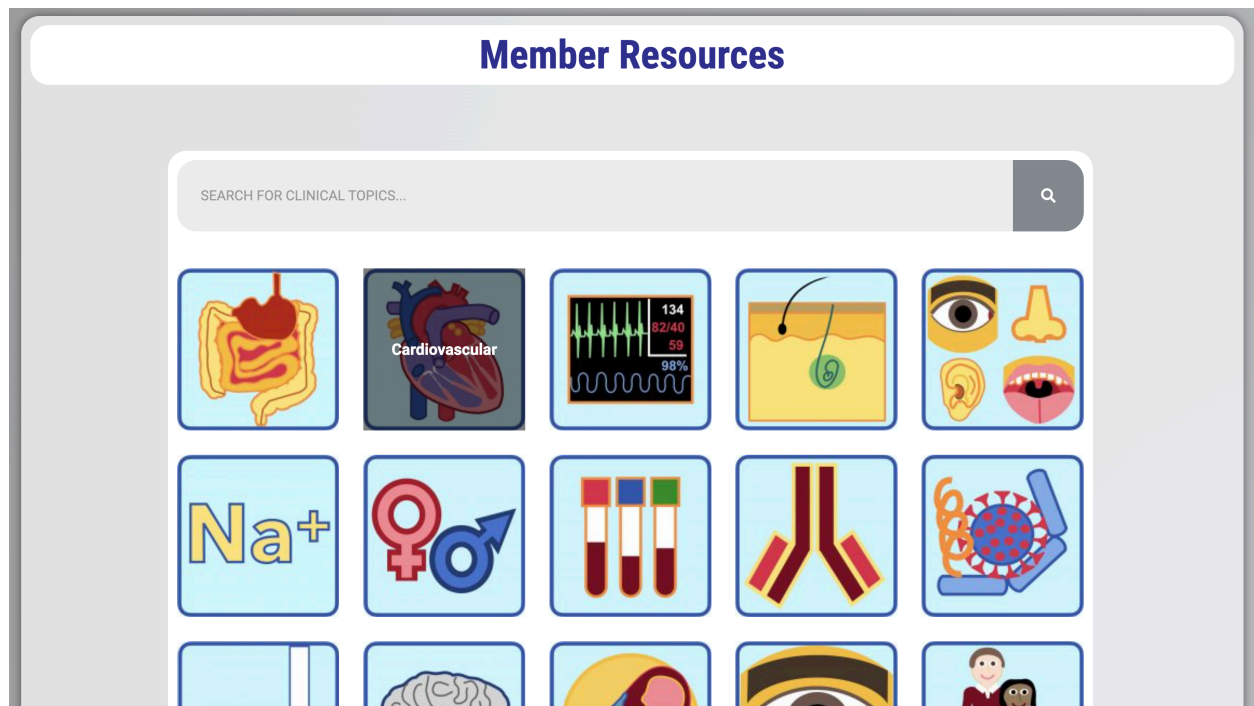 Member Resources
SEARCH FOR CLINICAL TOPICS...
Cardiovascular
134
82/40
59
98%
Na+